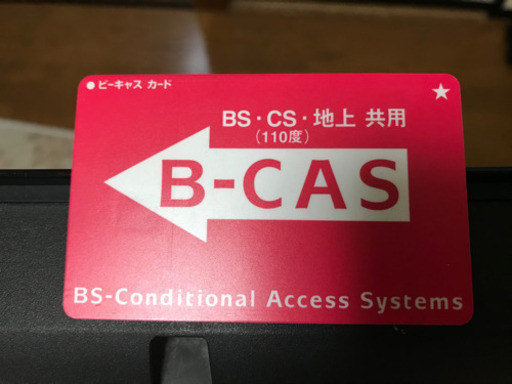 ● ビーキャス カード
★
BS・CS・地上 共用
(110度)
B-CAS
BS-Conditional Access Systems